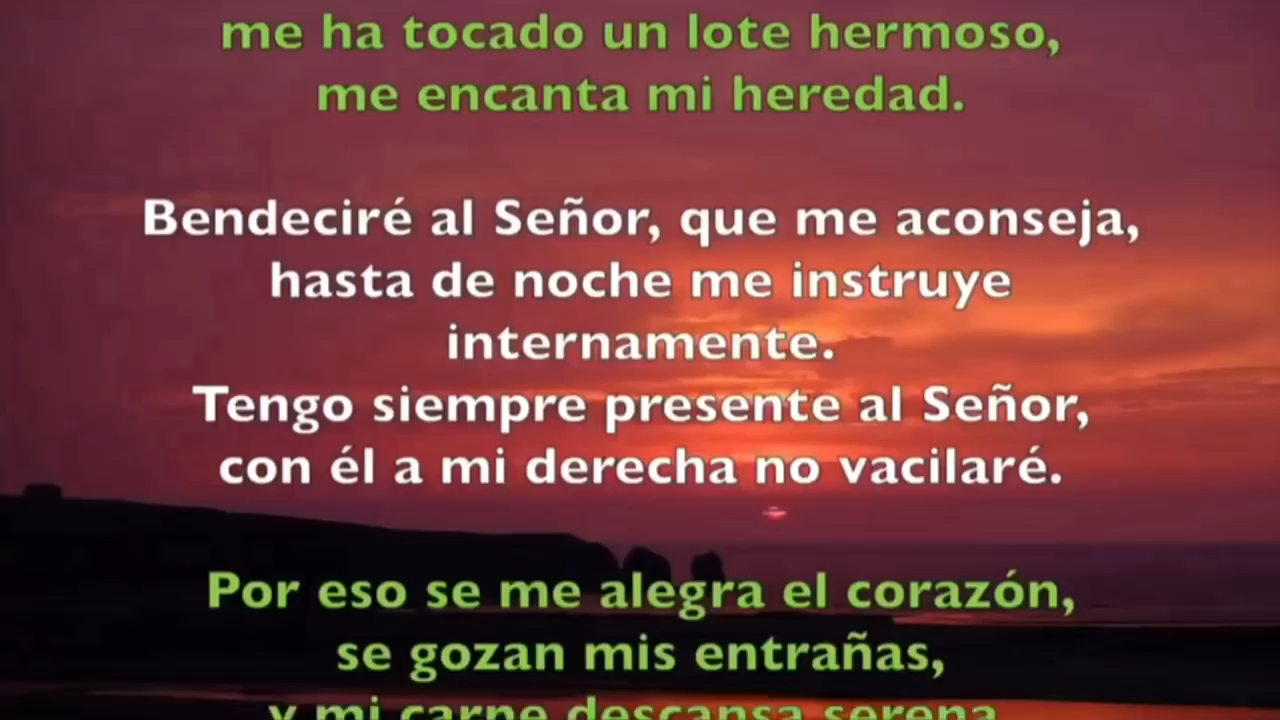 me ha tocado un lote hermoso,
me encanta mi heredad.
Bendeciré al Señor, que me aconseja,
hasta de noche me instruye
internamente.
Tengo siempre presente al Señor,
con él a mi derecha no vacilaré.
Por eso se me alegra el corazón,
se gozan mis entrañas,
y mi carne descansa serena